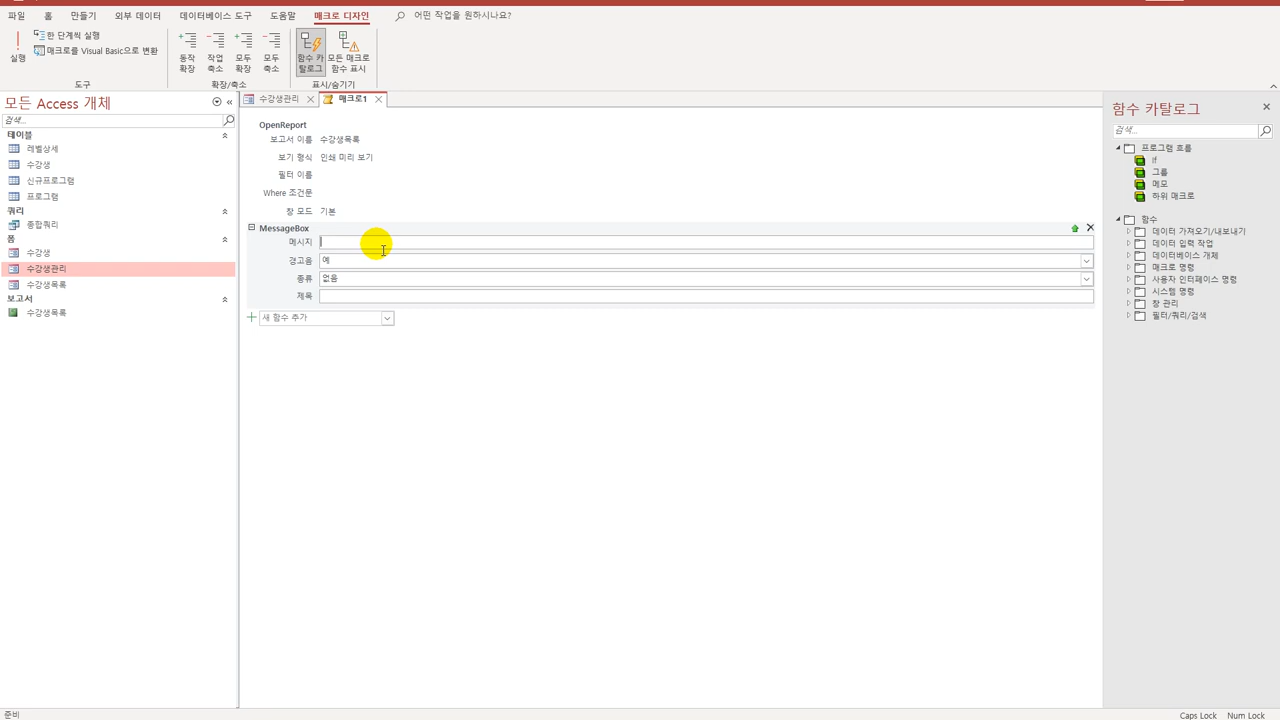 파일 홈 만들기 외부 데이터 데이터베이스 도구 도움말 매크로 디자인 어떤 작업을 원하시나요?
실행
한 단계씩 실행
매크로를 Visual Basic으로 변환
도구
동작 확장
작업 축소
모두 확장
모두 축소
확장/축소
함수 카탈로그
모든 매크로 함수 표시
표시/숨기기
모든 Access 개체
검색...
테이블
레벨상세
수강생
신규프로그램
프로그램
쿼리
종합쿼리
폼
수강생
수강생관리
수강생목록
보고서
수강생목록
수강생관리 매크로1
OpenReport
보고서 이름 수강생목록
보기 형식 인쇄 미리 보기
필터 이름
Where 조건문
창 모드 기본
MessageBox
메시지
경고음 예
종류 없음
제목
새 함수 추가
함수 카탈로그
검색...
프로그램 흐름
If
그룹
메모
하위 매크로
함수
데이터 가져오기/내보내기
데이터 입력 작업
데이터베이스 개체
매크로 명령
사용자 인터페이스 명령
시스템 명령
창 관리
필터/쿼리/검색
준비
Caps Lock Num Lock